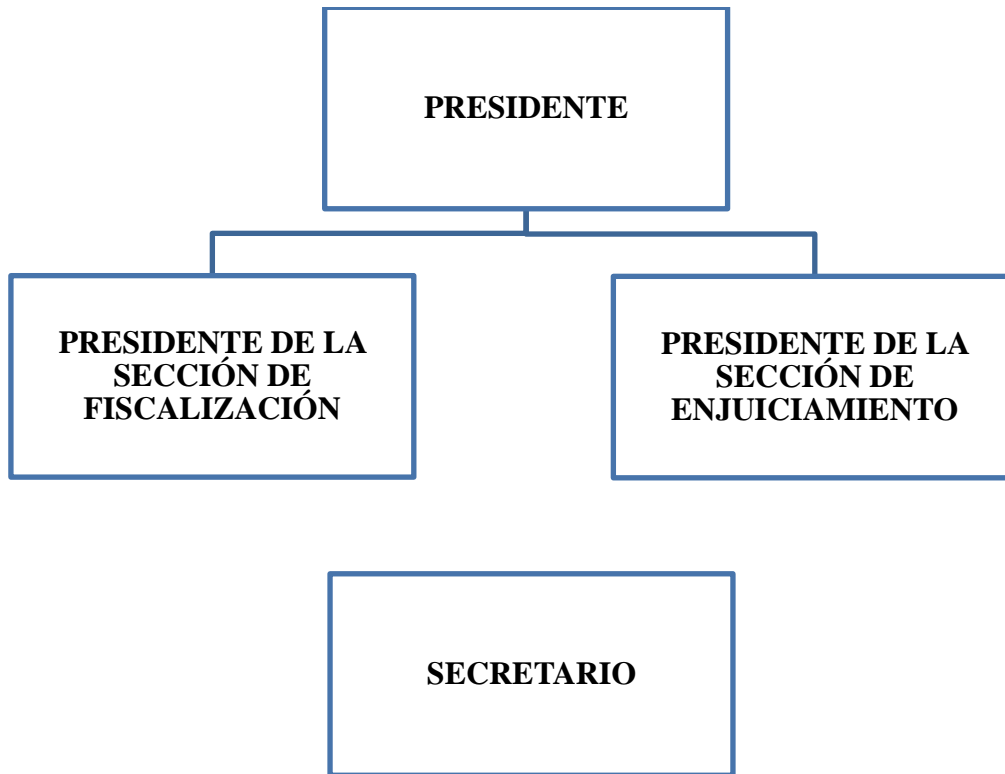 PRESIDENTE
PRESIDENTE DE LA
SECCIÓN DE
FISCALIZACIÓN
PRESIDENTE DE LA
SECCIÓN DE
ENJUICIAMIENTO
SECRETARIO